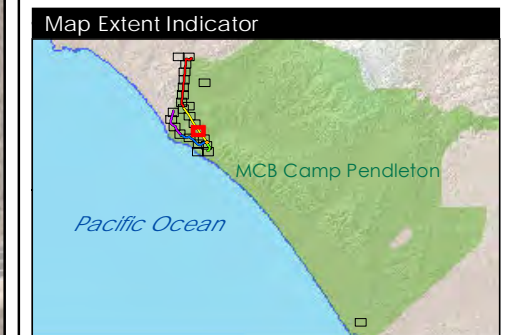 Map Extent Indicator
MCB Camp Pendleton
Pacific Ocean